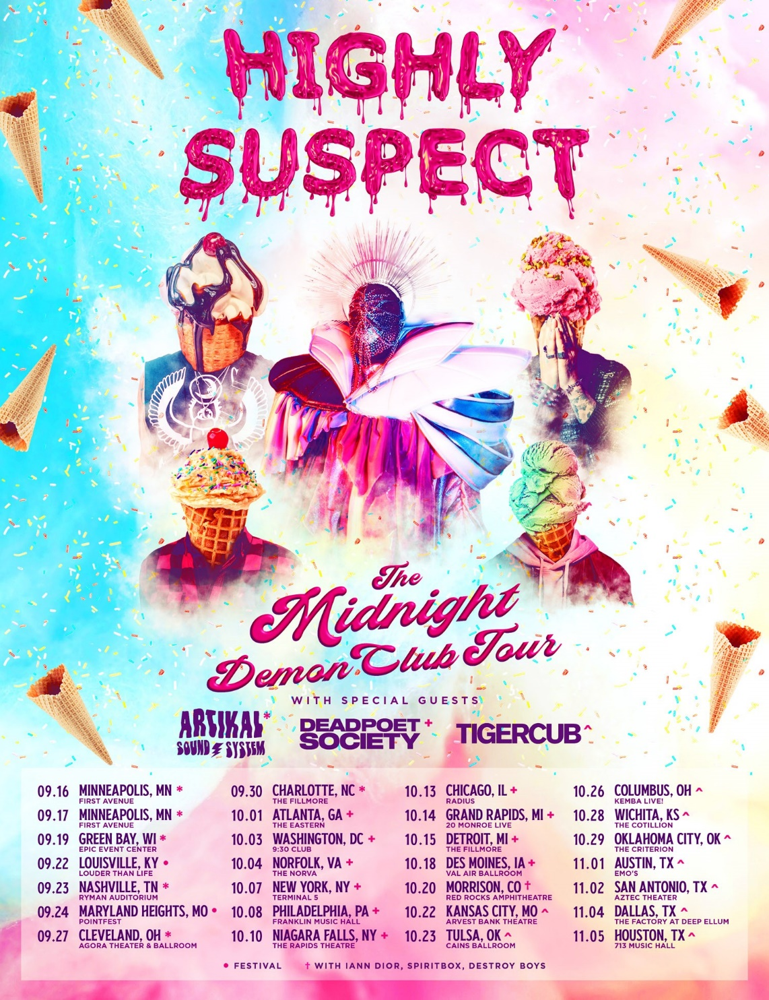 HIGHLY
SUSPECT
The
Midnight
Demon Club Tour
WITH SPECIAL GUESTS
ARTIKAL*
SOUND SYSTEM
DEADPOET +
SOCIETY
TIGERCUB ^
09.16 MINNEAPOLIS, MN *
FIRST AVENUE
09.17 MINNEAPOLIS, MN *
FIRST AVENUE
09.19 GREEN BAY, WI *
EPIC EVENT CENTER
09.22 LOUISVILLE, KY •
LOUDER THAN LIFE
09.23 NASHVILLE, TN *
RYMAN AUDITORIUM
09.24 MARYLAND HEIGHTS, MO •
POINTFEST
09.27 CLEVELAND, OH *
AGORA THEATER & BALLROOM
09.30 CHARLOTTE, NC *
THE FILLMORE
10.01 ATLANTA, GA +
THE EASTERN
10.03 WASHINGTON, DC +
9:30 CLUB
10.04 NORFOLK, VA +
THE NORVA
10.07 NEW YORK, NY +
TERMINAL 5
10.08 PHILADELPHIA, PA +
FRANKLIN MUSIC HALL
10.10 NIAGARA FALLS, NY +
THE RAPIDS THEATRE
10.13 CHICAGO, IL +
RADIUS
10.14 GRAND RAPIDS, MI +
20 MONROE LIVE
10.15 DETROIT, MI +
THE FILLMORE
10.18 DES MOINES, IA +
VAL AIR BALLROOM
10.20 MORRISON, CO †
RED ROCKS AMPHITHEATRE
10.22 KANSAS CITY, MO ^
ARVEST BANK THEATRE
10.23 TULSA, OK ^
CAINS BALLROOM
10.26 COLUMBUS, OH ^
KEMBA LIVE!
10.28 WICHITA, KS ^
THE COTILLION
10.29 OKLAHOMA CITY, OK ^
THE CRITERION
11.01 AUSTIN, TX ^
EMO'S
11.02 SAN ANTONIO, TX ^
AZTEC THEATER
11.04 DALLAS, TX ^
THE FACTORY AT DEEP ELLUM
11.05 HOUSTON, TX ^
713 MUSIC HALL
• FESTIVAL † WITH IANN DIOR, SPIRITBOX, DESTROY BOYS